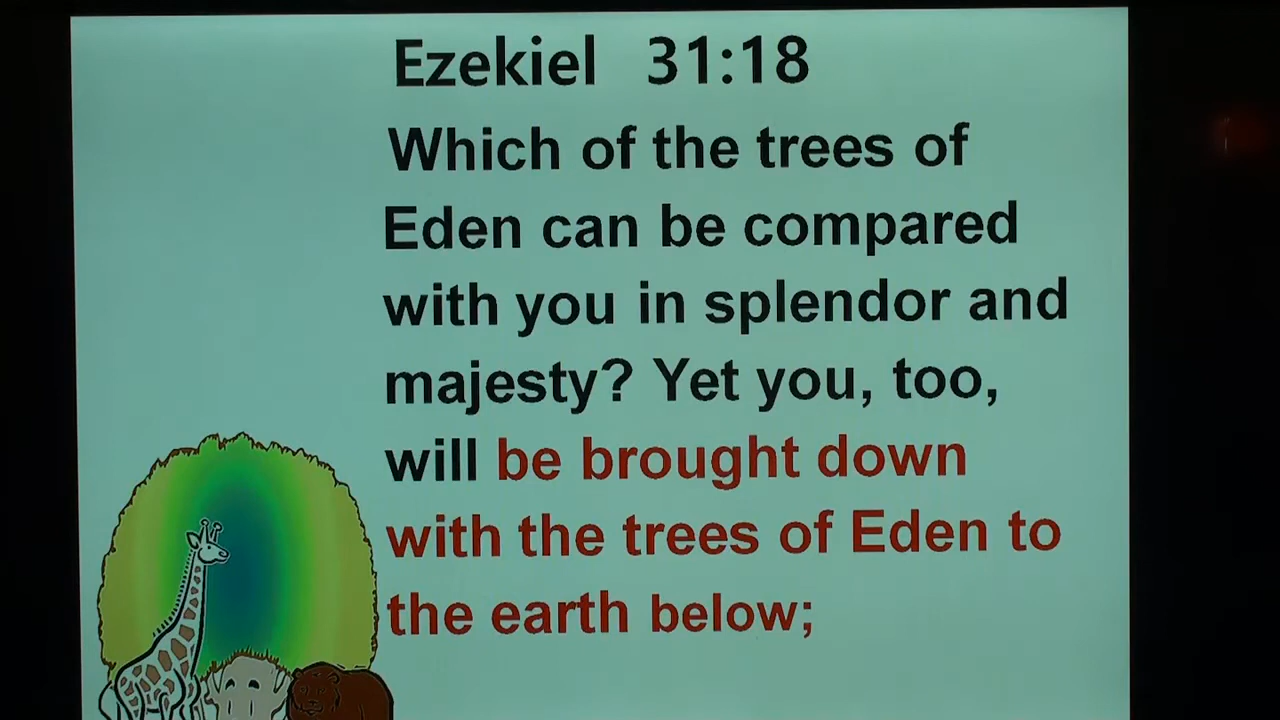 Ezekiel 31:18
Which of the trees of
Eden can be compared
with you in splendor and
majesty? Yet you, too,
will be brought down
with the trees of Eden to
the earth below;